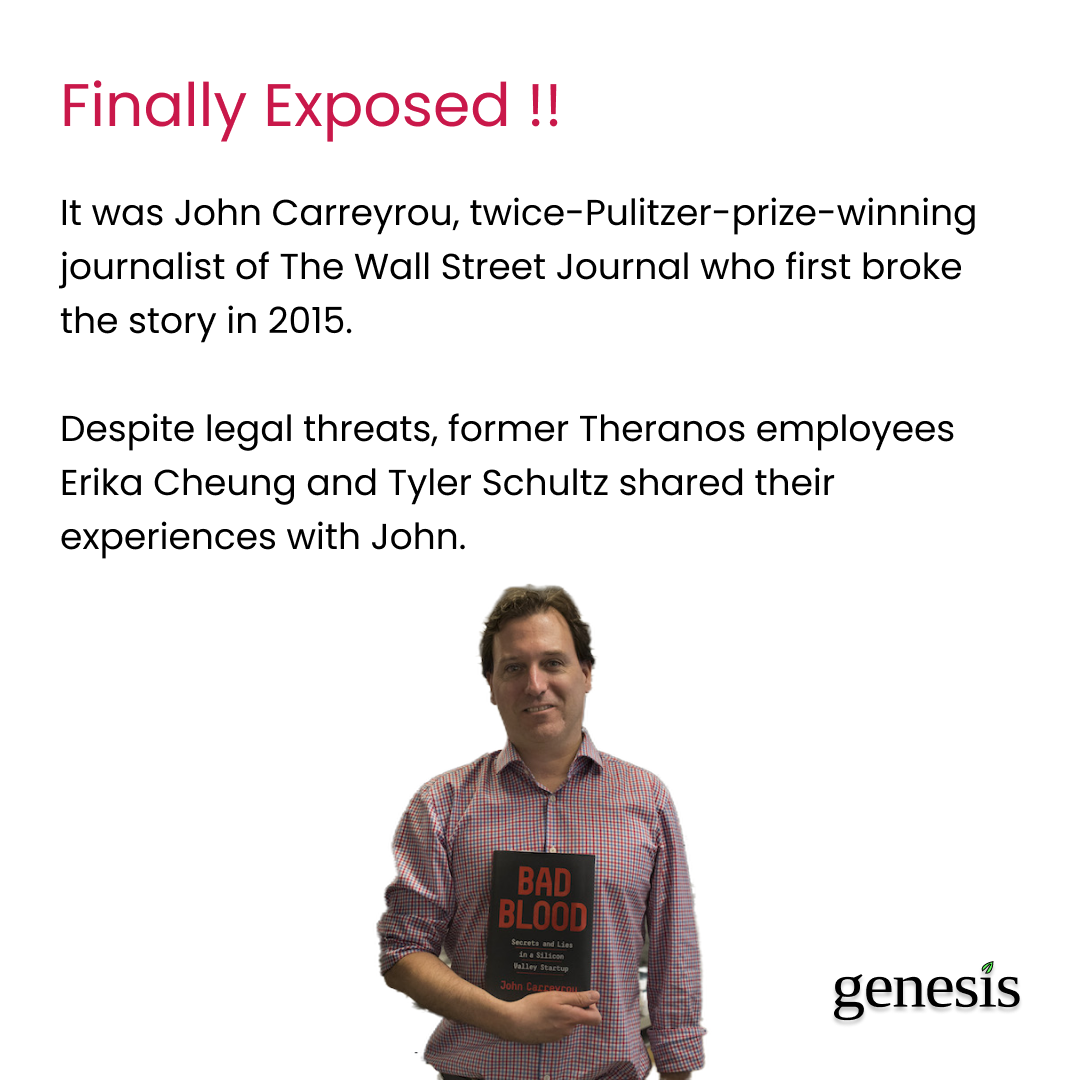 Finally Exposed !!
It was John Carreyrou, twice-Pulitzer-prize-winning
journalist of The Wall Street Journal who first broke
the story in 2015.
Despite legal threats, former Theranos employees
Erika Cheung and Tyler Schultz shared their
experiences with John.
BAD
BLOOD
Secrets and Lies
in a Silicon
Valley Startup
John Carreyrou
genesis